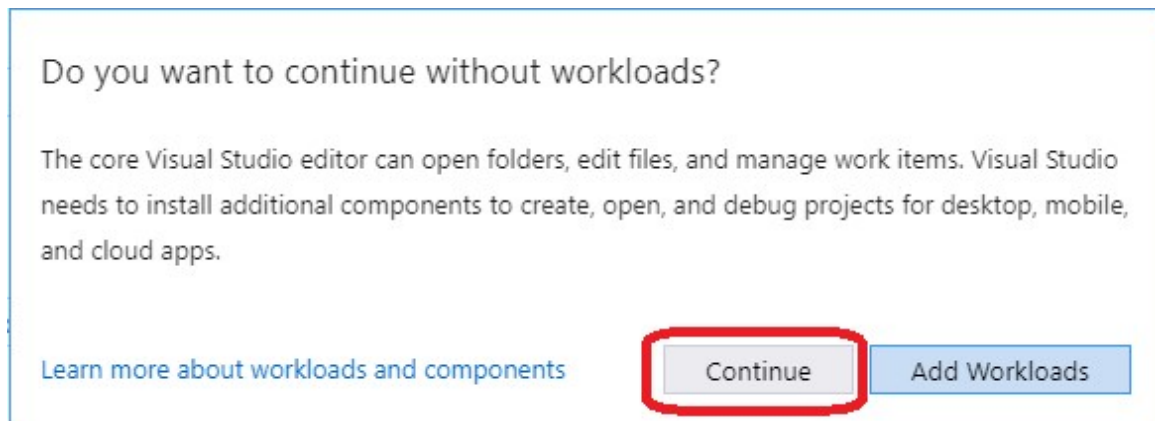 Do you want to continue without workloads?
The core Visual Studio editor can open folders, edit files, and manage work items. Visual Studio
needs to install additional components to create, open, and debug projects for desktop, mobile,
and cloud apps.
Learn more about workloads and components Continue Add Workloads